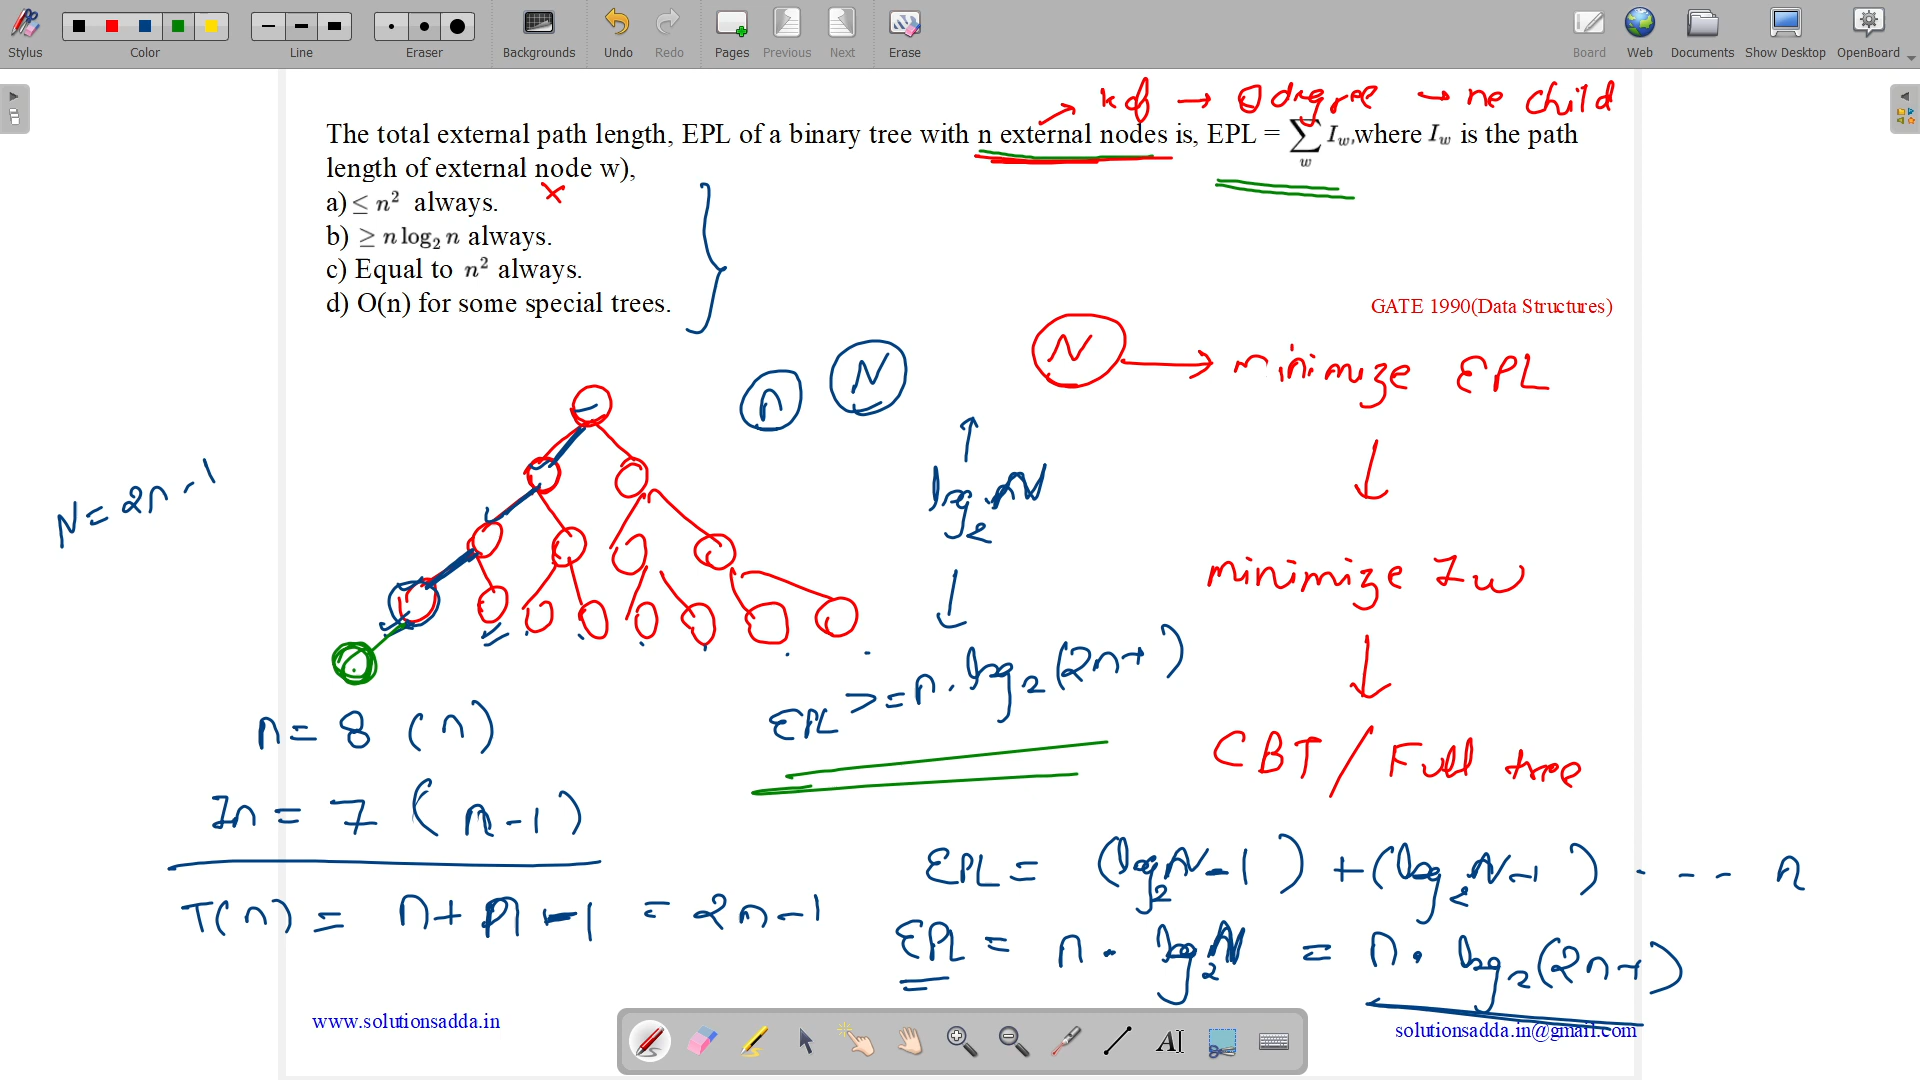 Stylus Color Line Eraser Backgrounds Undo Redo Pages Previous Next Erase Board Web Documents Show Desktop OpenBoard
leaf → 0 degree → no child
The total external path length, EPL of a binary tree with n external nodes is, EPL = ∑_w I_w, where I_w is the path
length of external node w),
a) ≤ n² always. ×
b) ≥ n log₂ n always.
c) Equal to n² always.
d) O(n) for some special trees.
GATE 1990(Data Structures)
n N
N → minimize EPL
↓
minimize Iw
↓
CBT / Full tree
log₂ N
N = 2n - 1
EPL >= n. log₂(2n-1)
n = 8 (n)
In = 7 (n-1)
T(n) = n + n - 1 = 2n - 1
EPL = (log₂N - 1) + (log₂N - 1) . . . . n
EPL = n . log₂N = n . log₂(2n-1)
www.solutionsadda.in
solutionsadda.in@gmail.com